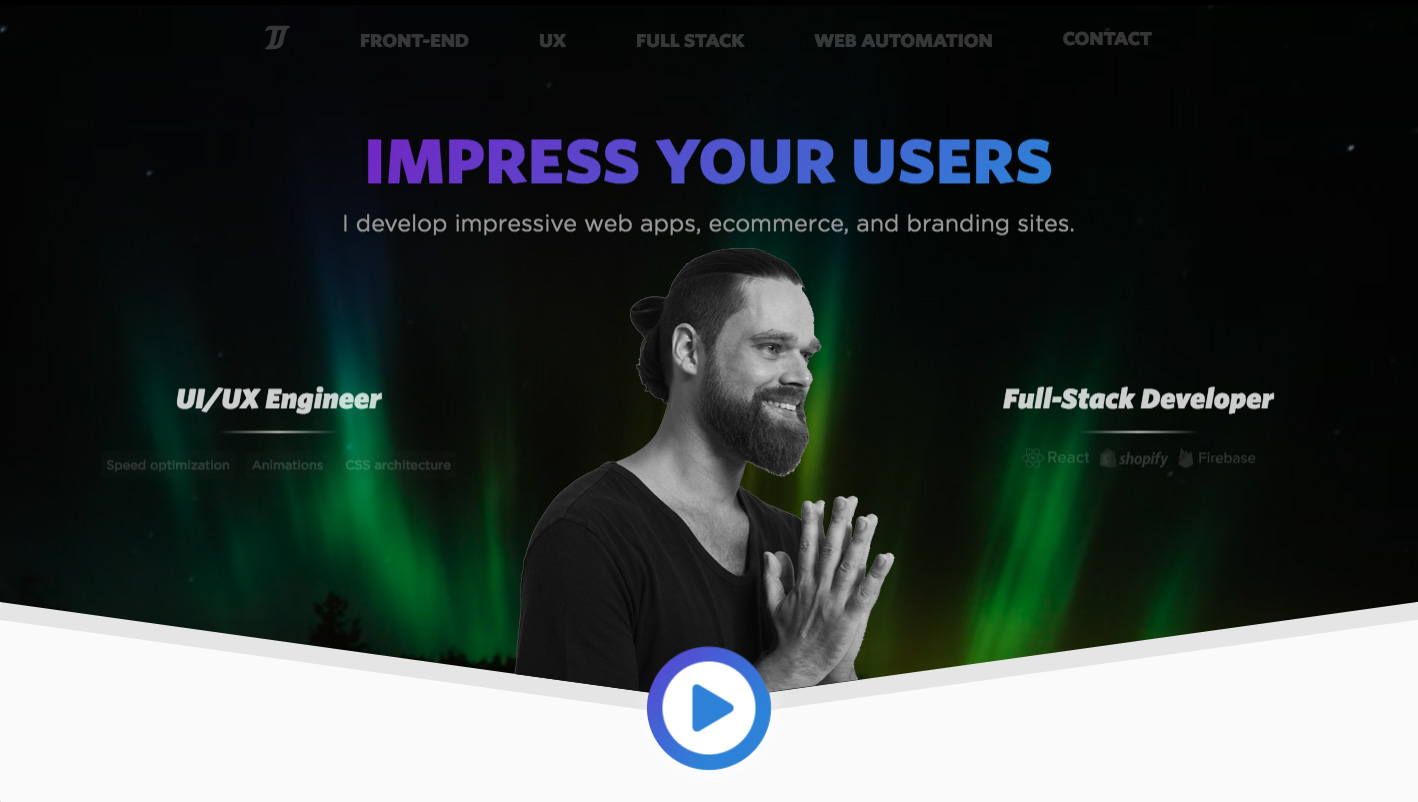 FRONT-END UX FULL STACK WEB AUTOMATION CONTACT
IMPRESS YOUR USERS
I develop impressive web apps, ecommerce, and branding sites.
UI/UX Engineer
Speed optimization Animations CSS architecture
Full-Stack Developer
React shopify Firebase